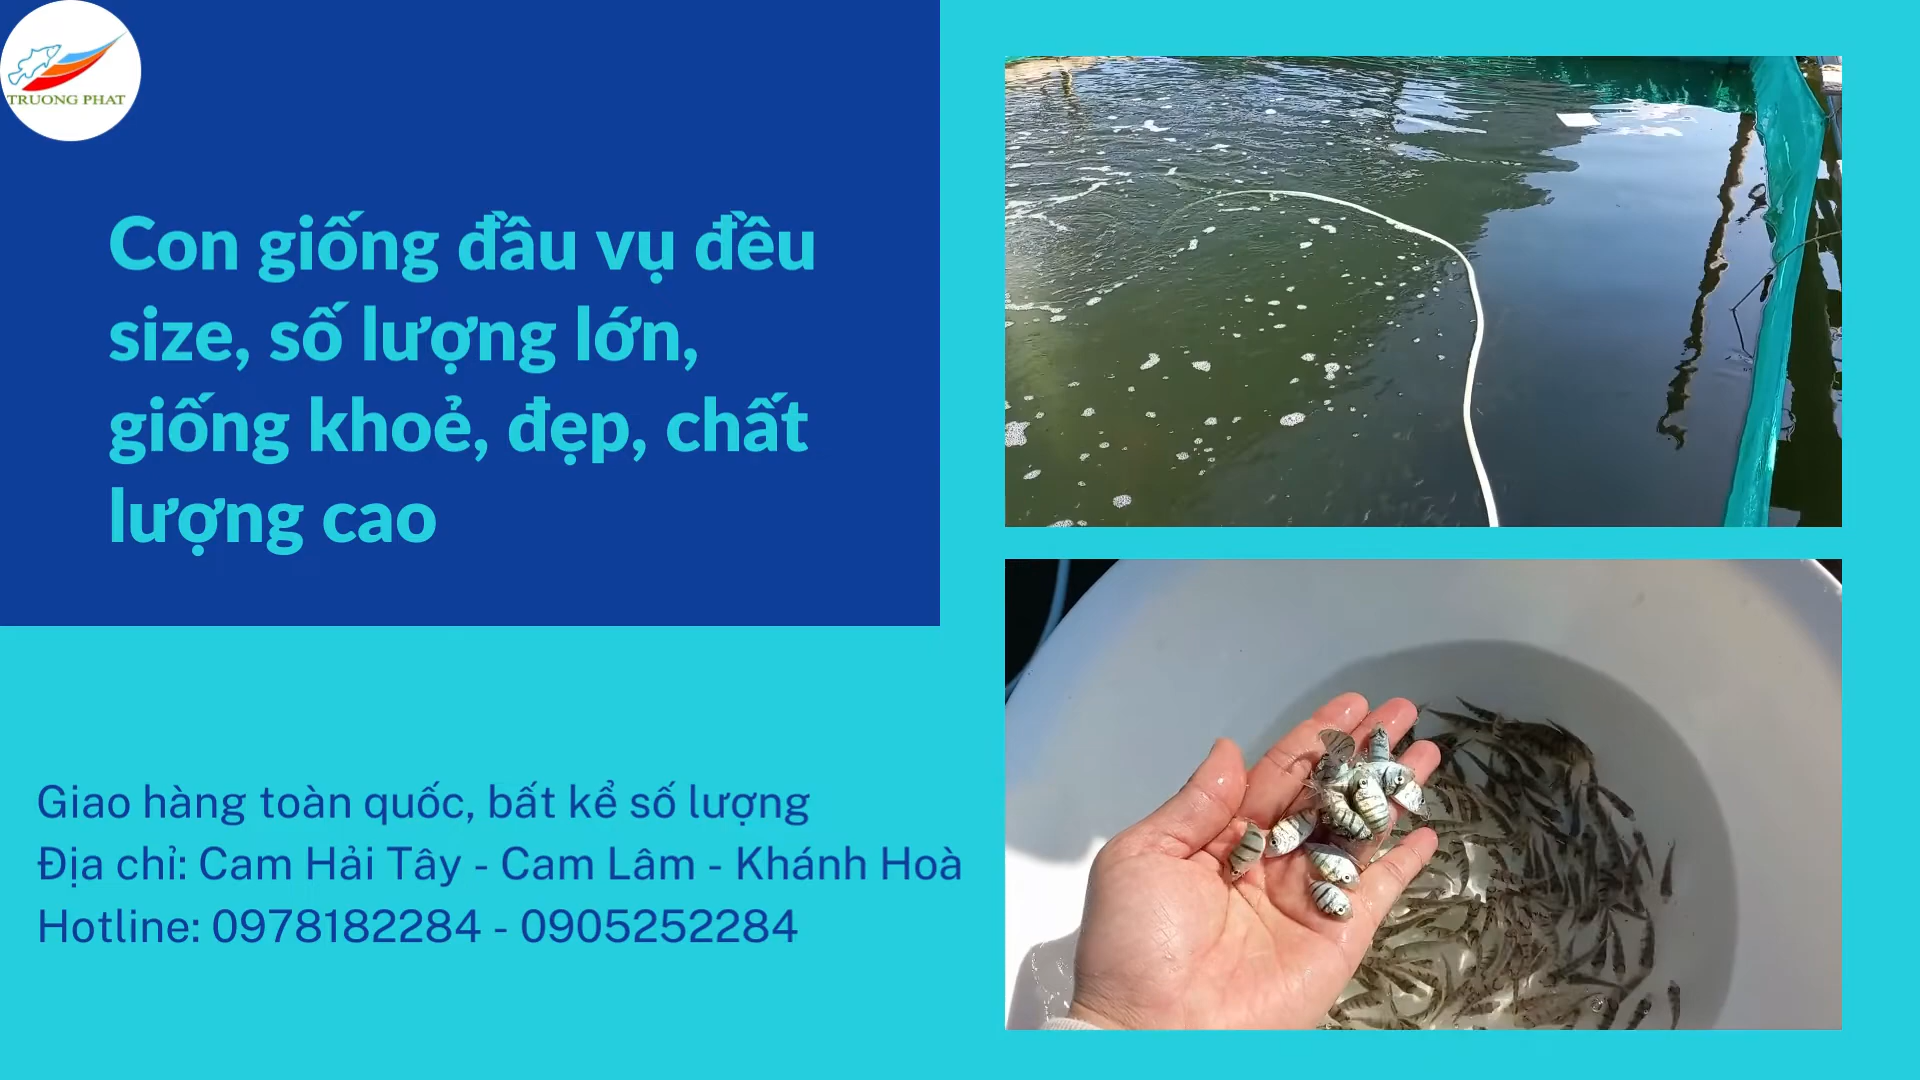 TRUONG PHAT
Con giống đầu vụ đều
size, số lượng lớn,
giống khoẻ, đẹp, chất
lượng cao
Giao hàng toàn quốc, bất kể số lượng
Địa chỉ: Cam Hải Tây - Cam Lâm - Khánh Hoà
Hotline: 0978182284 - 0905252284